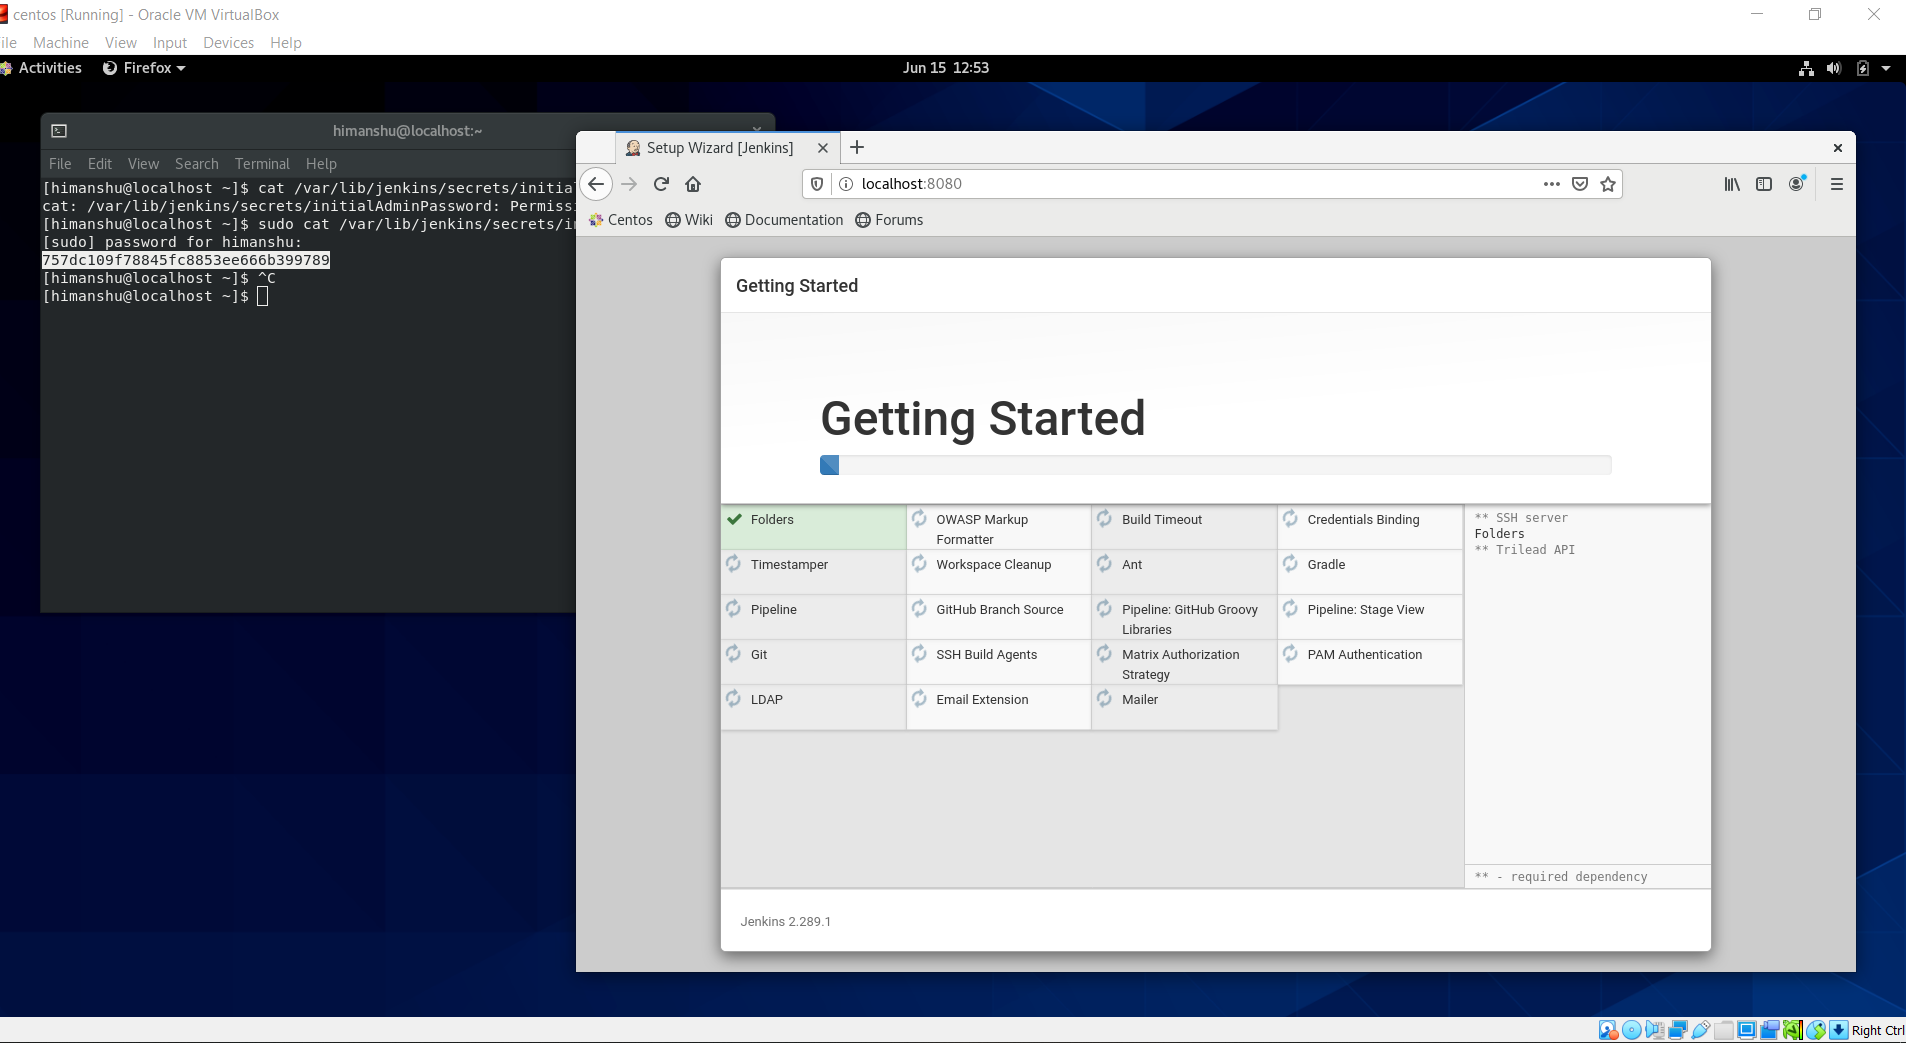 centos [Running] - Oracle VM VirtualBox
ile Machine View Input Devices Help
Activities Firefox Jun 15 12:53
himanshu@localhost:~
File Edit View Search Terminal Help
[himanshu@localhost ~]$ cat /var/lib/jenkins/secrets/initia
cat: /var/lib/jenkins/secrets/initialAdminPassword: Permiss
[himanshu@localhost ~]$ sudo cat /var/lib/jenkins/secrets/i
[sudo] password for himanshu:
757dc109f78845fc8853ee666b399789
[himanshu@localhost ~]$ ^C
[himanshu@localhost ~]$
Setup Wizard [Jenkins]
localhost:8080
Centos Wiki Documentation Forums
Getting Started
Getting Started
Folders
OWASP Markup
Formatter
Build Timeout
Credentials Binding
Timestamper
Workspace Cleanup
Ant
Gradle
Pipeline
GitHub Branch Source
Pipeline: GitHub Groovy
Libraries
Pipeline: Stage View
Git
SSH Build Agents
Matrix Authorization
Strategy
PAM Authentication
LDAP
Email Extension
Mailer
** SSH server
Folders
** Trilead API
** - required dependency
Jenkins 2.289.1
Right Ctrl